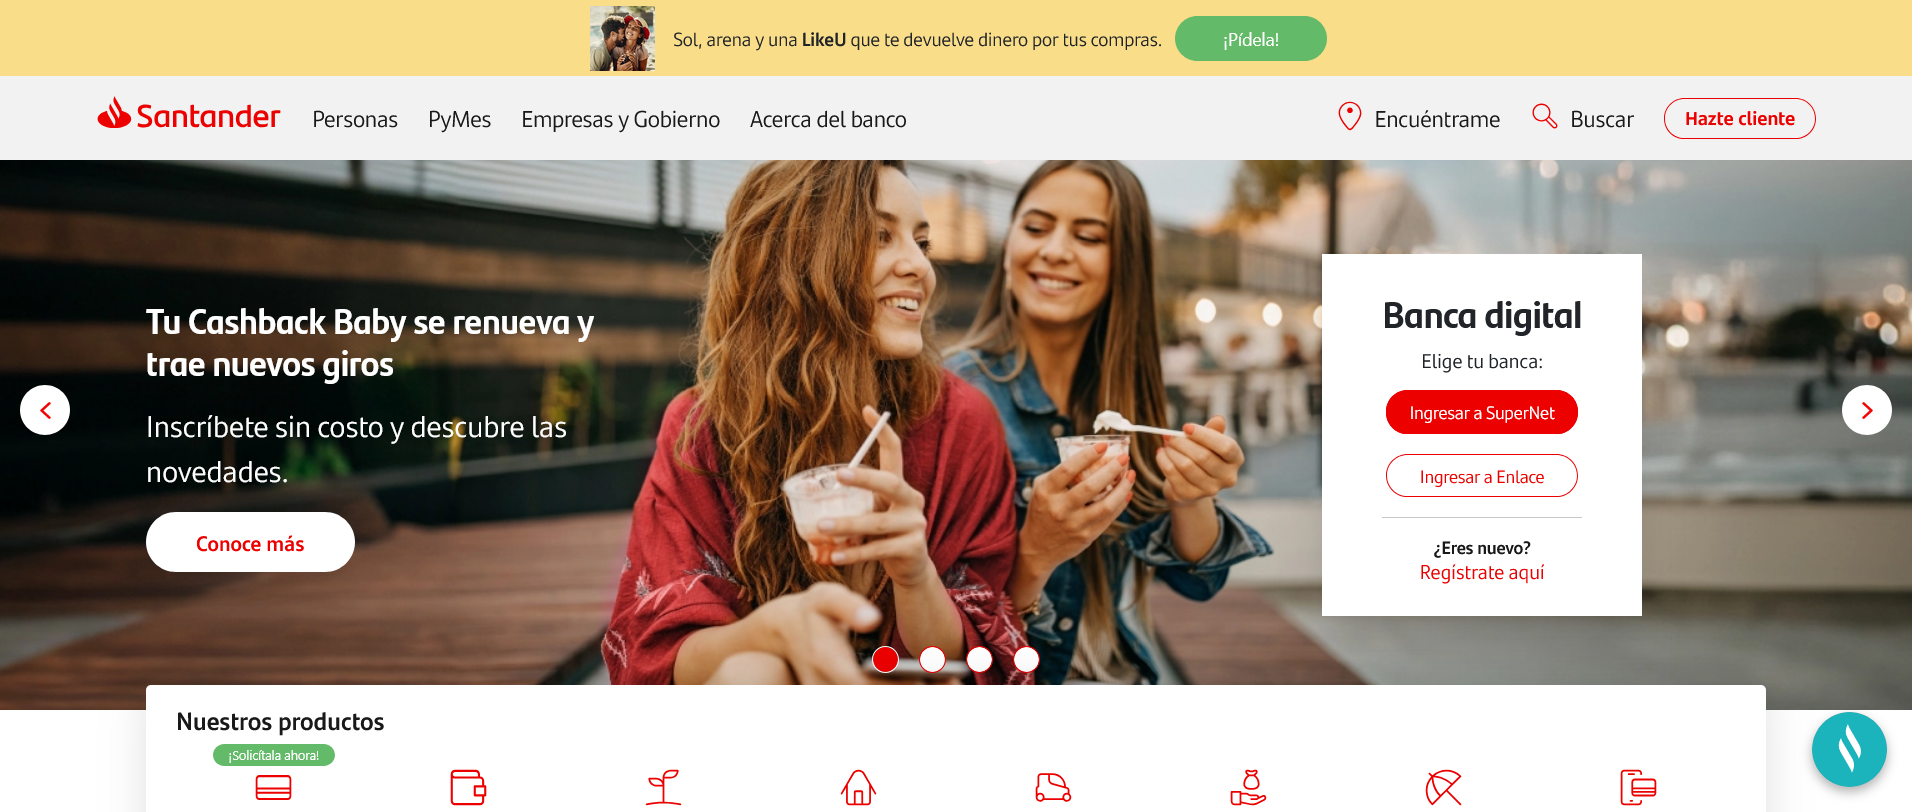 Sol, arena y una LikeU que te devuelve dinero por tus compras.
¡Pídela!
Santander
Personas
PyMes
Empresas y Gobierno
Acerca del banco
Encuéntrame
Buscar
Hazte cliente
Tu Cashback Baby se renueva y
trae nuevos giros
Inscríbete sin costo y descubre las
novedades.
Conoce más
Banca digital
Elige tu banca:
Ingresar a SuperNet
Ingresar a Enlace
¿Eres nuevo?
Regístrate aquí
Nuestros productos
¡Solicítala ahora!